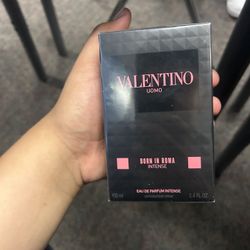 VALENTINO
UOMO
BORN IN ROMA
INTENSE
EAU DE PARFUM INTENSE
100 ml
3.4 FL.OZ